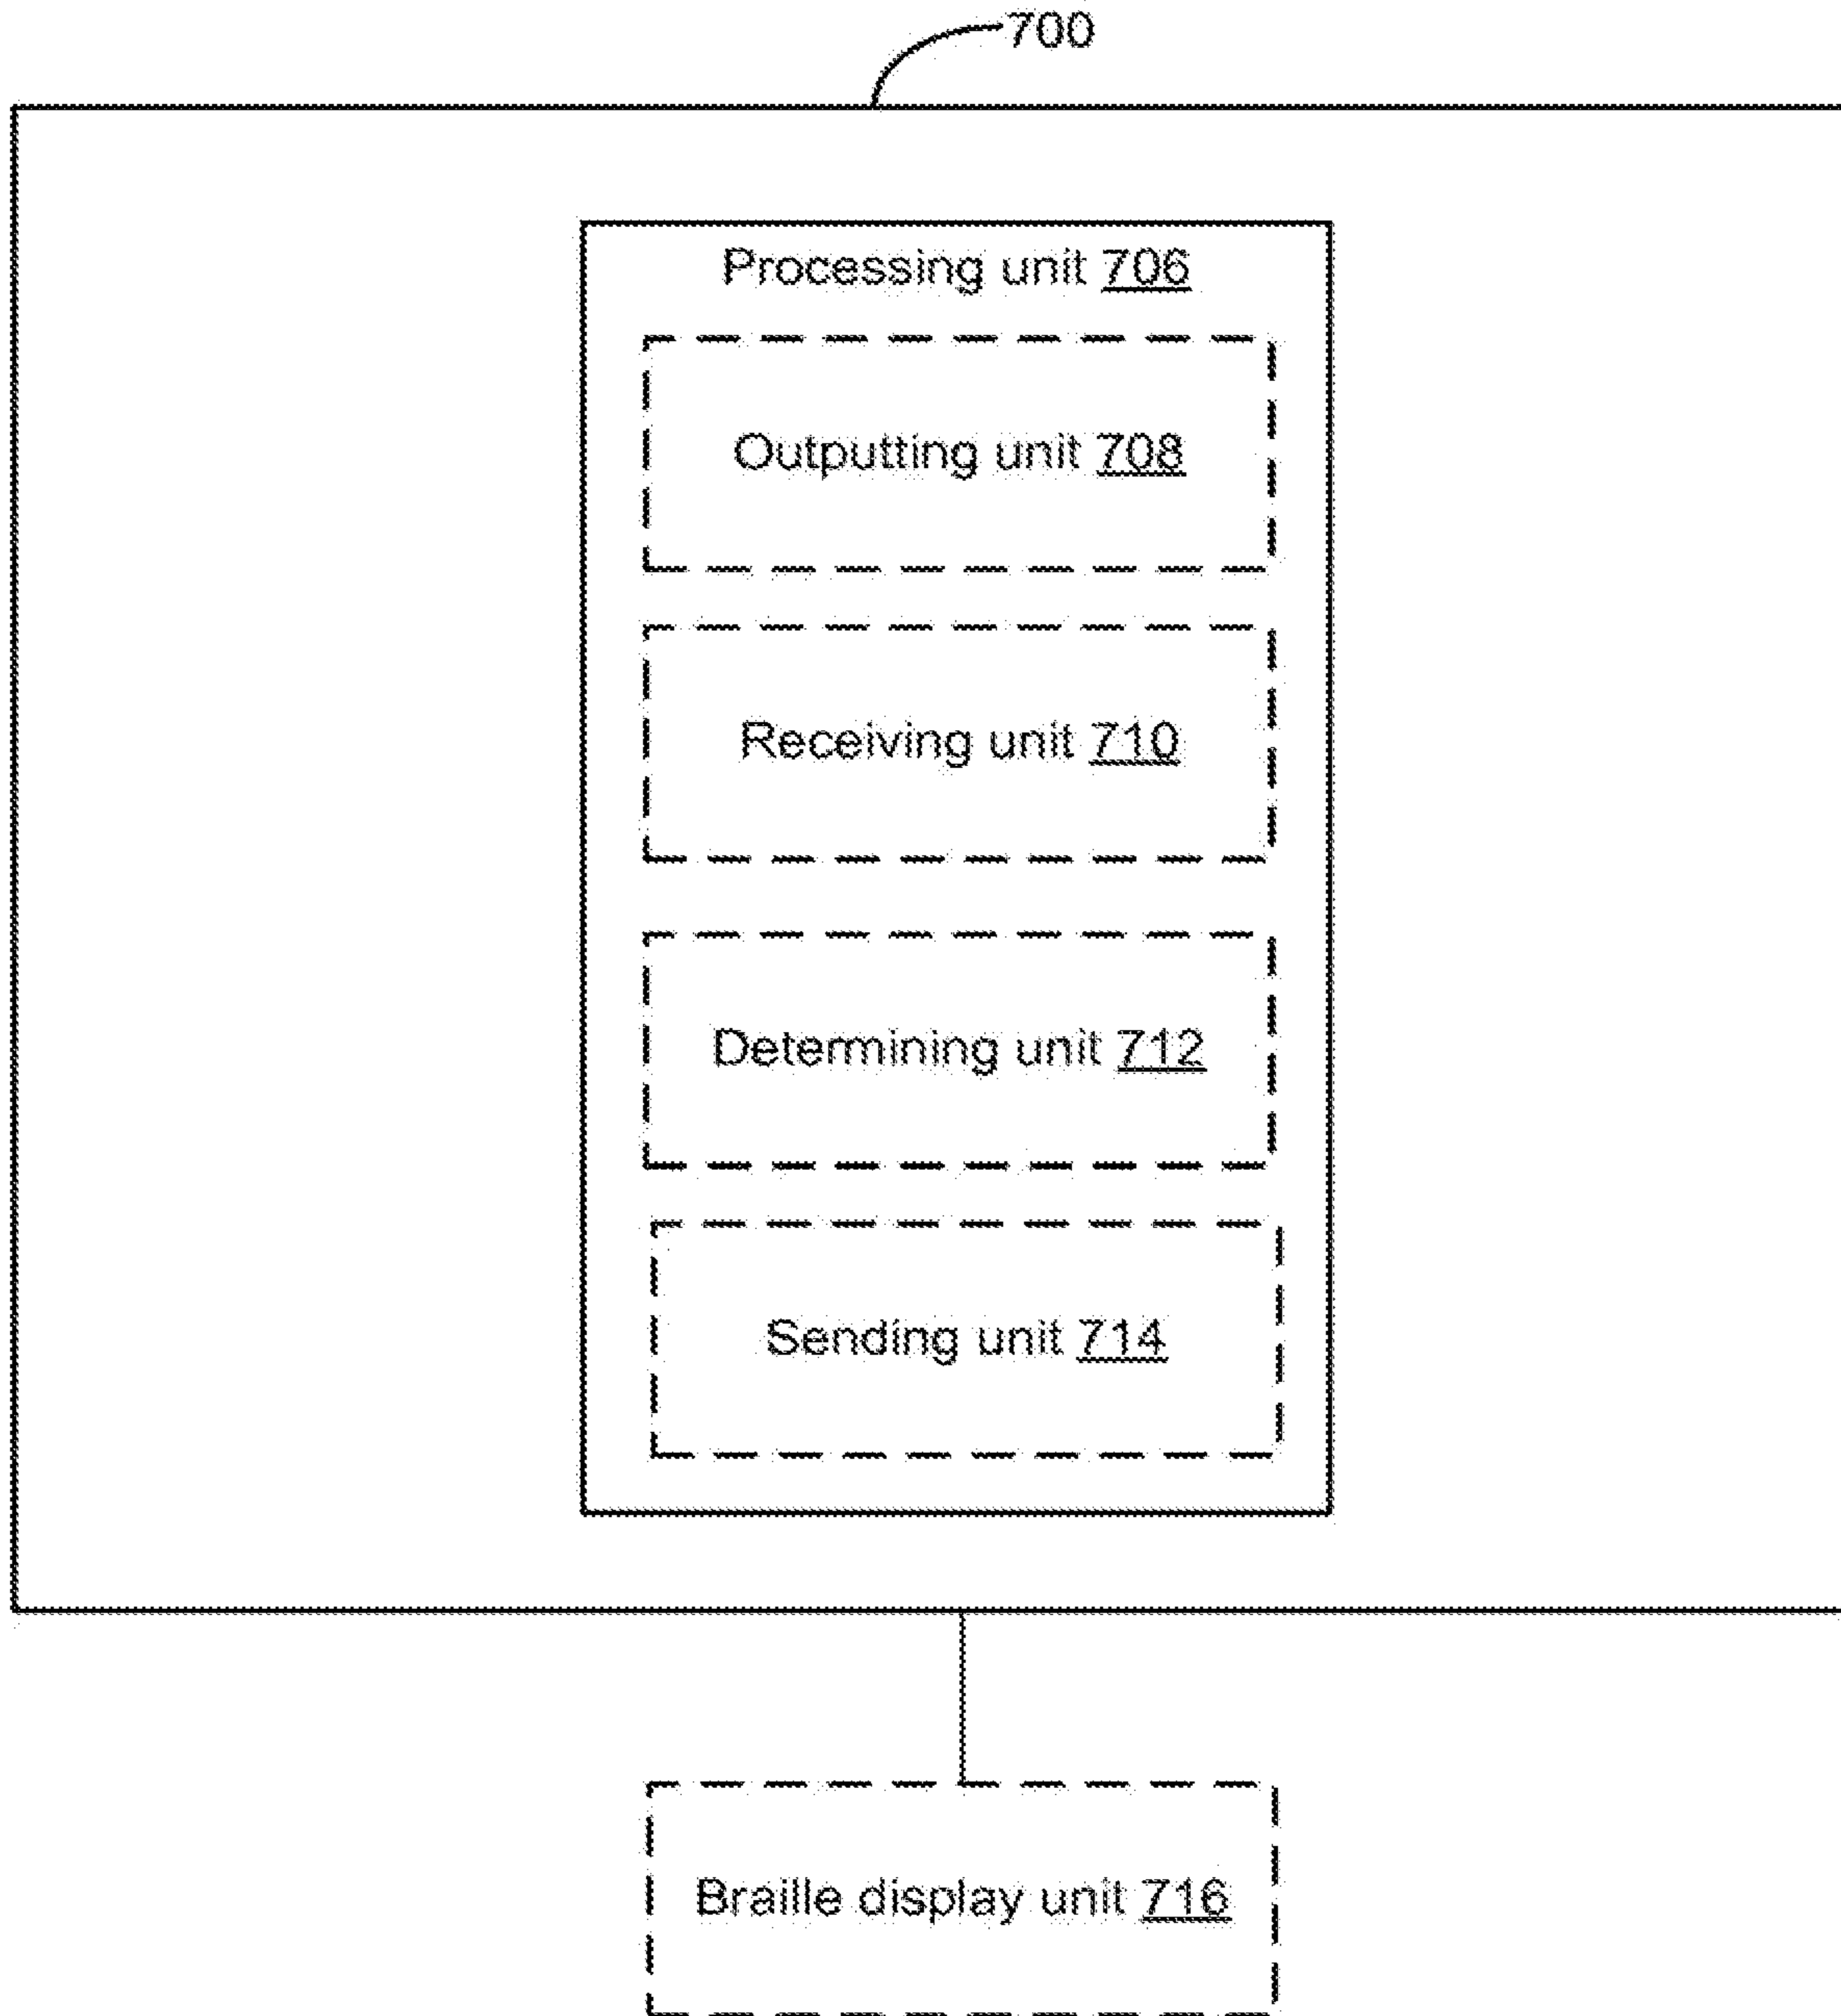 700
Processing unit 706
Outputting unit 708
Receiving unit 710
Determining unit 712
Sending unit 714
Braille display unit 716